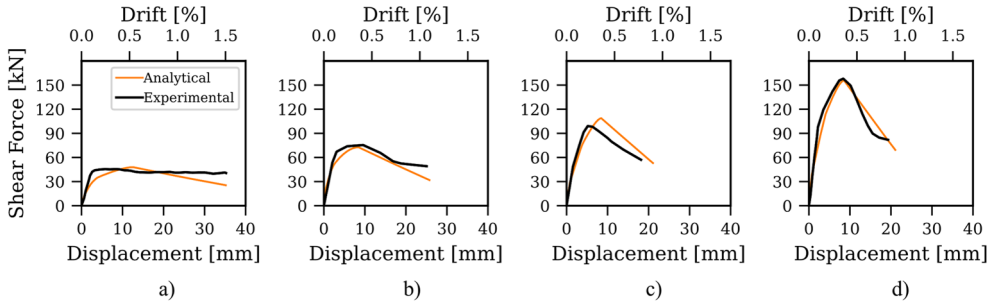 Drift [%] Drift [%] Drift [%] Drift [%]
0.0 0.5 1.0 1.5 0.0 0.5 1.0 1.5 0.0 0.5 1.0 1.5 0.0 0.5 1.0 1.5
Shear Force [kN]
150 150 150 150
120 120 120 120
90 90 90 90
60 60 60 60
30 30 30 30
0 0 0 0
Analytical
Experimental
0 10 20 30 40 0 10 20 30 40 0 10 20 30 40 0 10 20 30 40
Displacement [mm] Displacement [mm] Displacement [mm] Displacement [mm]
a) b) c) d)